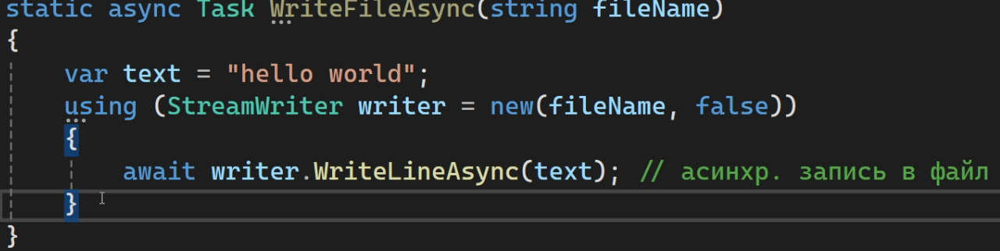 static async Task WriteFileAsync(string fileName)
{
var text = "hello world";
using (StreamWriter writer = new(fileName, false))
{
await writer.WriteLineAsync(text); // асинхр. запись в файл
}
}